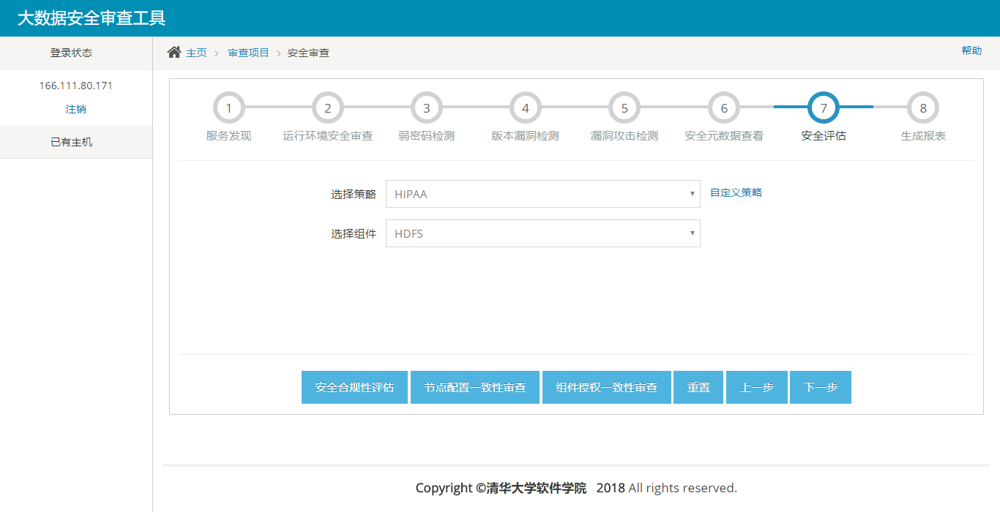 大数据安全审查工具
登录状态
166.111.80.171
注销
已有主机
主页 > 审查项目 > 安全审查
帮助
1 2 3 4 5 6 7 8
服务发现 运行环境安全审查 弱密码检测 版本漏洞检测 漏洞攻击检测 安全元数据查看 安全评估 生成报表
选择策略 HIPAA 自定义策略
选择组件 HDFS
安全合规性评估 节点配置一致性审查 组件授权一致性审查 重置 上一步 下一步
Copyright ©清华大学软件学院 2018 All rights reserved.